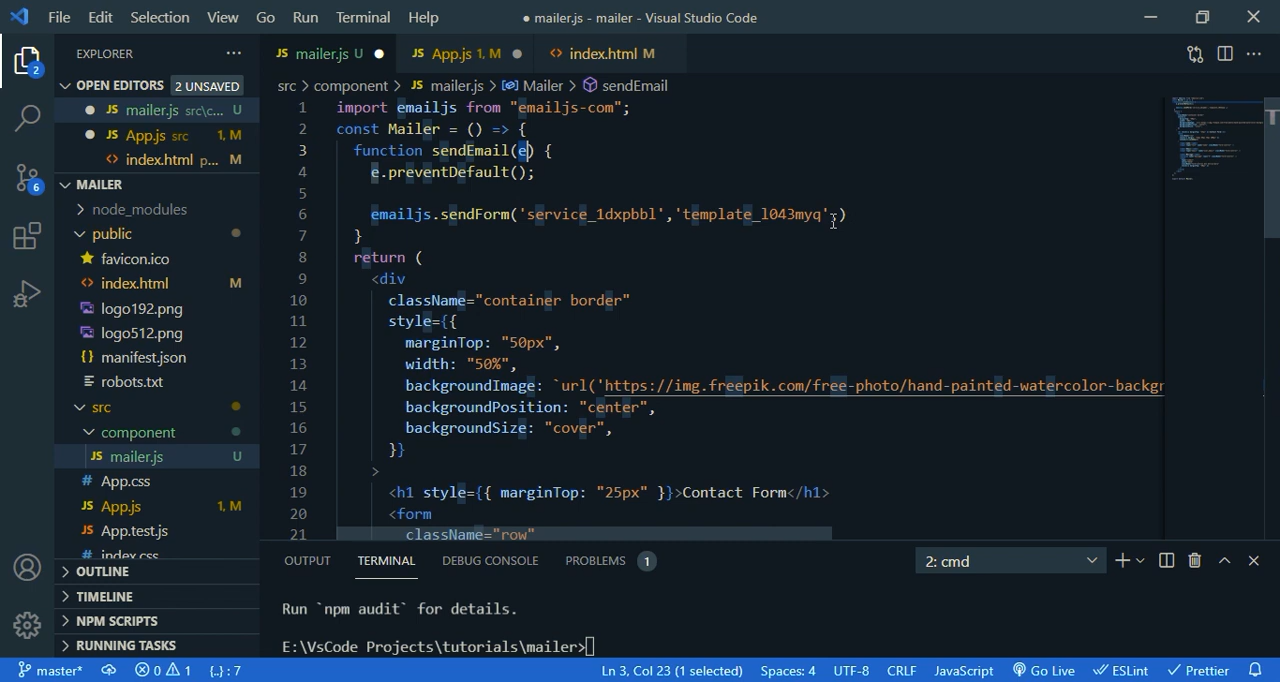 File Edit Selection View Go Run Terminal Help ● mailer.js - mailer - Visual Studio Code
EXPLORER
OPEN EDITORS 2 UNSAVED
JS mailer.js src\c... U
JS App.js src 1, M
<> index.html p... M
MAILER
node_modules
public
favicon.ico
<> index.html M
logo192.png
logo512.png
{} manifest.json
robots.txt
src
component
JS mailer.js U
# App.css
JS App.js 1, M
JS App.test.js
# index.css
OUTLINE
TIMELINE
NPM SCRIPTS
RUNNING TASKS
2
6
JS mailer.js U ● JS App.js 1, M ● <> index.html M
src > component > JS mailer.js > Mailer > sendEmail
1 import emailjs from "emailjs-com";
2 const Mailer = () => {
3 function sendEmail(e) {
4 e.preventDefault();
5
6 emailjs.sendForm('service_1dxpbbl','template_l043myq',)
7 }
8 return (
9 <div
10 className="container border"
11 style={{
12 marginTop: "50px",
13 width: "50%",
14 backgroundImage: `url('https://img.freepik.com/free-photo/hand-painted-watercolor-backgr
15 backgroundPosition: "center",
16 backgroundSize: "cover",
17 }}
18 >
19 <h1 style={{ marginTop: "25px" }}>Contact Form</h1>
20 <form
21 className="row"
OUTPUT TERMINAL DEBUG CONSOLE PROBLEMS 1 2: cmd
Run `npm audit` for details.
E:\VsCode Projects\tutorials\mailer>
master* 0 1 {..} : 7 Ln 3, Col 23 (1 selected) Spaces: 4 UTF-8 CRLF JavaScript Go Live ESLint Prettier